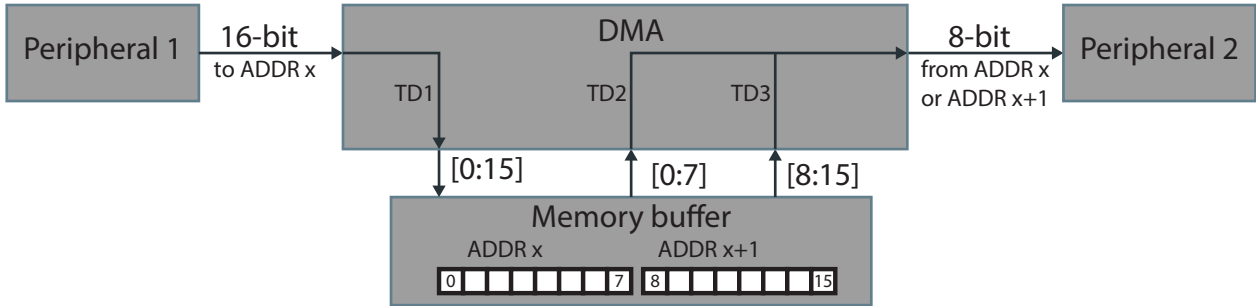 Peripheral 1
16-bit
to ADDR x
DMA
TD1
TD2
TD3
8-bit
from ADDR x
or ADDR x+1
Peripheral 2
[0:15]
[0:7]
[8:15]
Memory buffer
ADDR x
ADDR x+1
0 7 8 15